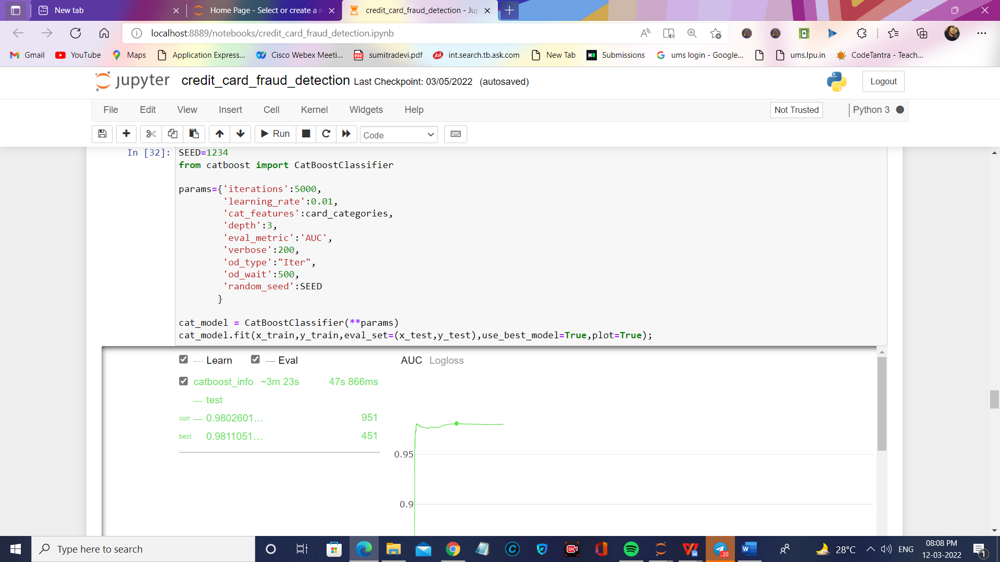 New tab
Home Page - Select or create a n
credit_card_fraud_detection - Jup
localhost:8889/notebooks/credit_card_fraud_detection.ipynb
Gmail
YouTube
Maps
Application Express...
Cisco Webex Meeti...
sumitradevi.pdf
int.search.tb.ask.com
New Tab
Submissions
ums login - Google...
ums.lpu.in
CodeTantra - Teach...
jupyter credit_card_fraud_detection Last Checkpoint: 03/05/2022 (autosaved)
Logout
File Edit View Insert Cell Kernel Widgets Help
Not Trusted
Python 3
Run
Code
In [32]: SEED=1234
from catboost import CatBoostClassifier
params={'iterations':5000,
'learning_rate':0.01,
'cat_features':card_categories,
'depth':3,
'eval_metric':'AUC',
'verbose':200,
'od_type':"Iter",
'od_wait':500,
'random_seed':SEED
}
cat_model = CatBoostClassifier(**params)
cat_model.fit(x_train,y_train,eval_set=(x_test,y_test),use_best_model=True,plot=True);
Learn Eval
AUC Logloss
catboost_info ~3m 23s 47s 866ms
test
curr 0.9802601... 951
best 0.9811051... 451
0.95
0.9
Type here to search
28°C
ENG
08:08 PM
12-03-2022